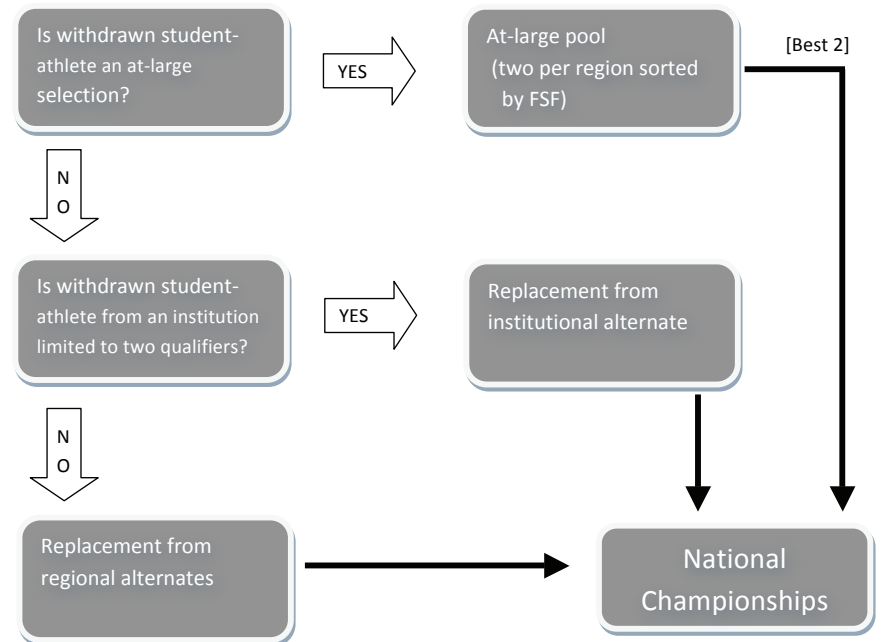 Is withdrawn student-
athlete an at-large
selection?
YES
At-large pool
(two per region sorted
by FSF)
[Best 2]
N
O
Is withdrawn student-
athlete from an institution
limited to two qualifiers?
YES
Replacement from
institutional alternate
N
O
Replacement from
regional alternates
National
Championships